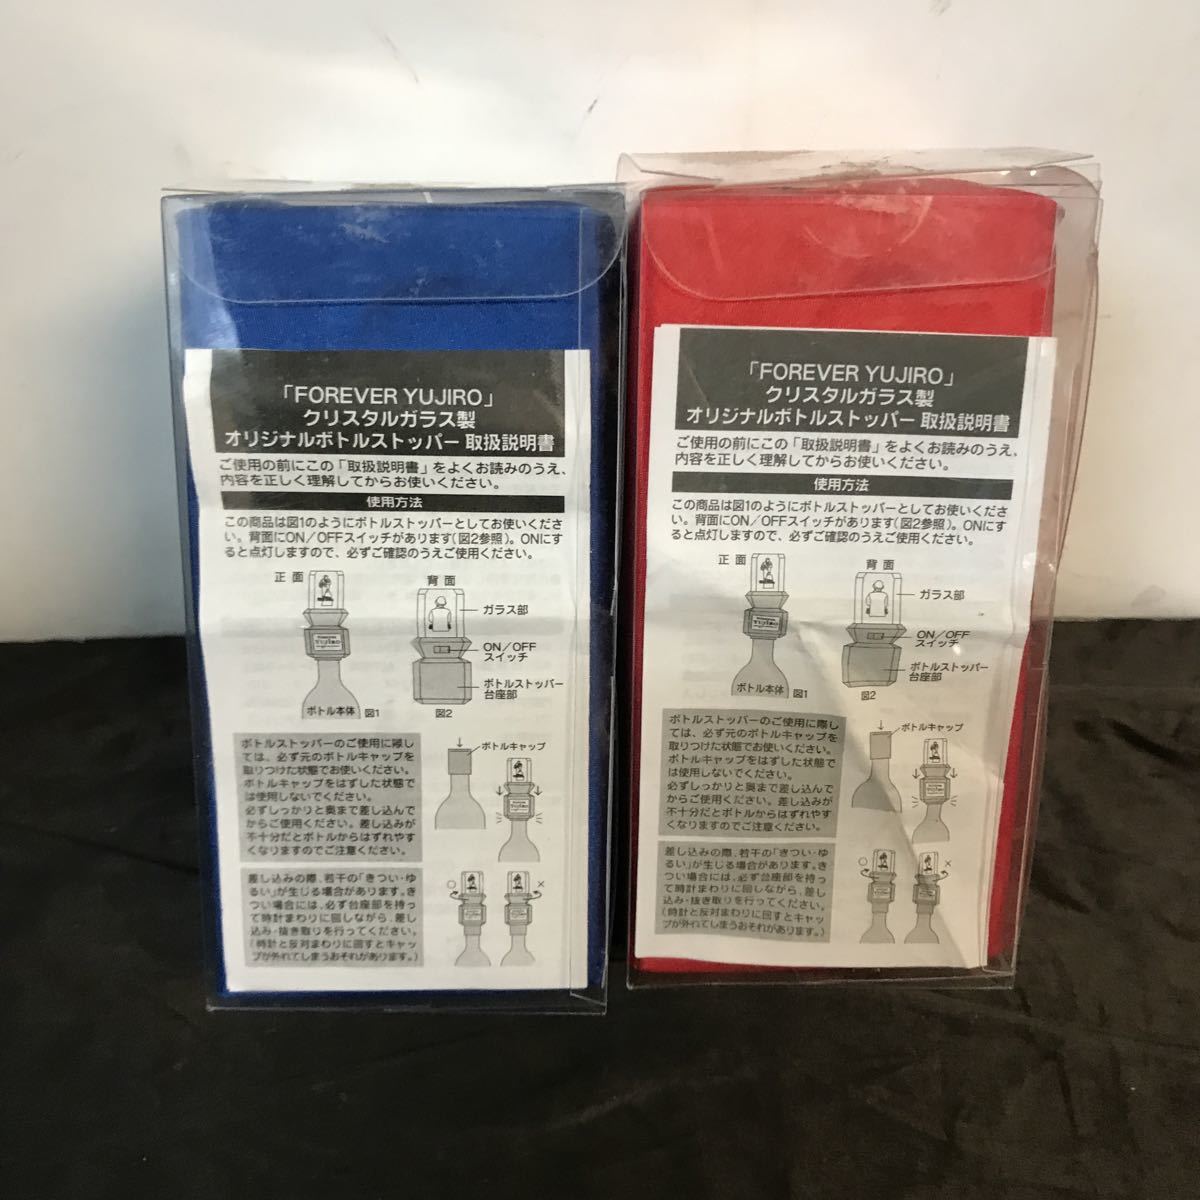 「FOREVER YUJIRO」
クリスタルガラス製
オリジナルボトルストッパー 取扱説明書
ご使用の前にこの「取扱説明書」をよくお読みのうえ、
内容を正しく理解してからお使いください。
使用方法
この商品は図1のようにボトルストッパーとしてお使いくださ
い。背面にON／OFFスイッチがあります(図2参照)。ONにす
ると点灯しますので、必ずご確認のうえご使用ください。
正 面
背 面
ガラス部
ON／OFF
スイッチ
ボトルストッパー
台座部
Yujiro
ボトル本体 図1
図2
ボトルストッパーのご使用に際し
ては、必ず元のボトルキャップを
取りつけた状態でお使いください。
ボトルキャップをはずした状態で
は使用しないでください。
必ずしっかりと奥まで差し込んで
からご使用ください。差し込みが
不十分だとボトルからはずれやす
くなりますのでご注意ください。
ボトルキャップ
Yujiro
差し込みの際、若干の「きつい・ゆ
るい」が生じる場合があります。き
つい場合には、必ず台座部を持っ
て時計まわりに回しながら、差し
込み・抜き取りを行ってください。
(時計と反対まわりに回すとキャッ
プが外れてしまうおそれがあります。)
○
×
「FOREVER YUJIRO」
クリスタルガラス製
オリジナルボトルストッパー 取扱説明書
ご使用の前にこの「取扱説明書」をよくお読みのうえ、
内容を正しく理解してからお使いください。
使用方法
この商品は図1のようにボトルストッパーとしてお使いくださ
い。背面にON／OFFスイッチがあります(図2参照)。ONにす
ると点灯しますので、必ずご確認のうえご使用ください。
正 面
背 面
ガラス部
ON／OFF
スイッチ
ボトルストッパー
台座部
Yujiro
ボトル本体 図1
図2
ボトルストッパーのご使用に際し
ては、必ず元のボトルキャップを
取りつけた状態でお使いください。
ボトルキャップをはずした状態で
は使用しないでください。
必ずしっかりと奥まで差し込んで
からご使用ください。差し込みが
不十分だとボトルからはずれやす
くなりますのでご注意ください。
ボトルキャップ
Yujiro
差し込みの際、若干の「きつい・ゆ
るい」が生じる場合があります。き
つい場合には、必ず台座部を持っ
て時計まわりに回しながら、差し
込み・抜き取りを行ってください。
(時計と反対まわりに回すとキャッ
プが外れてしまうおそれがあります。)
○
×